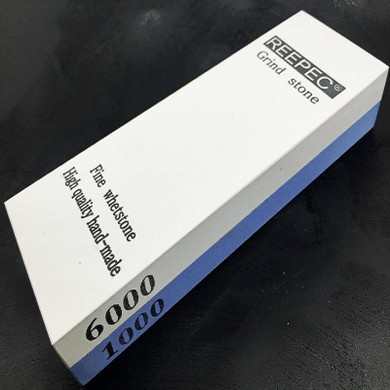 REEPEC®
Grind stone
Fine whetstone
High quality hand-made
6000
1000